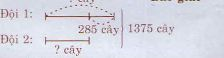 ? cây
Đội 1:
285 cây
1375 cây
Đội 2:
? cây